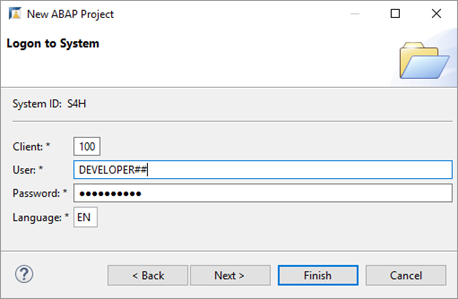 New ABAP Project
Logon to System
System ID: S4H
Client: * 100
User: * DEVELOPER##
Password: * ●●●●●●●●●●
Language: * EN
? < Back Next > Finish Cancel